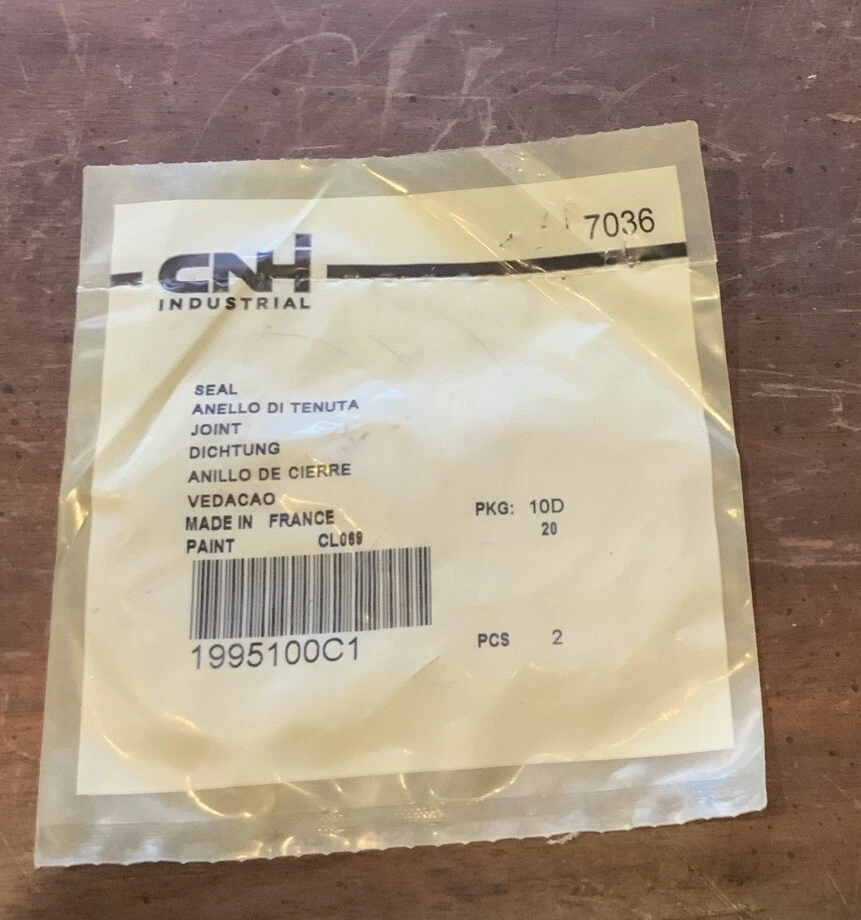 7036
CNH
INDUSTRIAL
SEAL
ANELLO DI TENUTA
JOINT
DICHTUNG
ANILLO DE CIERRE
VEDACAO
MADE IN FRANCE
PAINT CL069
PKG: 10D
20
1995100C1
PCS 2